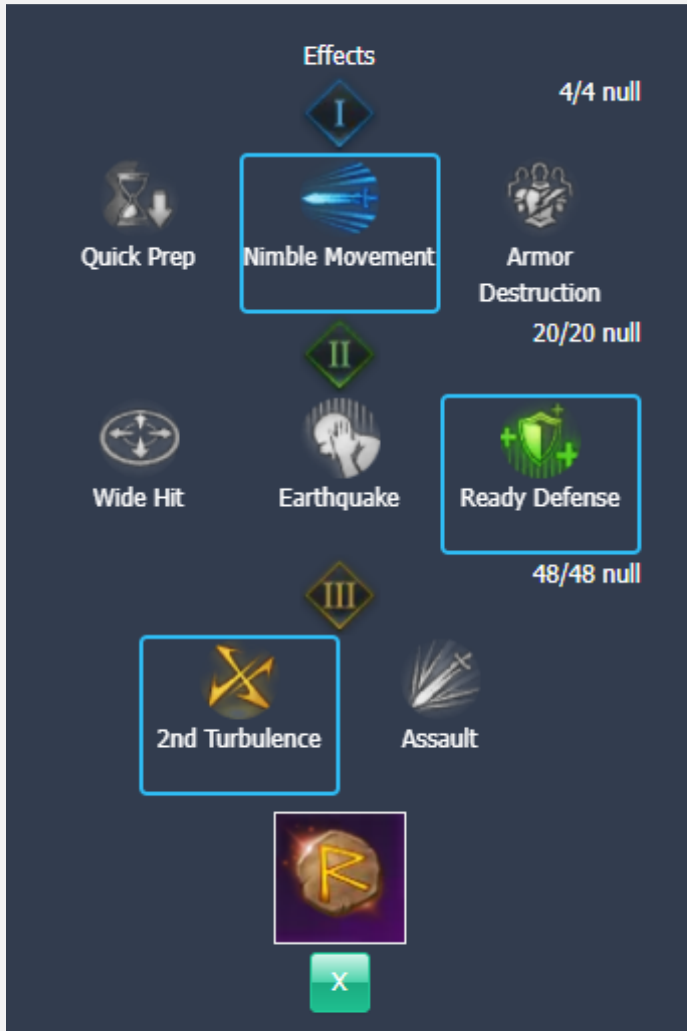 Effects
4/4 null
I
Quick Prep
Nimble Movement
Armor
Destruction
20/20 null
II
Wide Hit
Earthquake
Ready Defense
48/48 null
III
2nd Turbulence
Assault
R
X